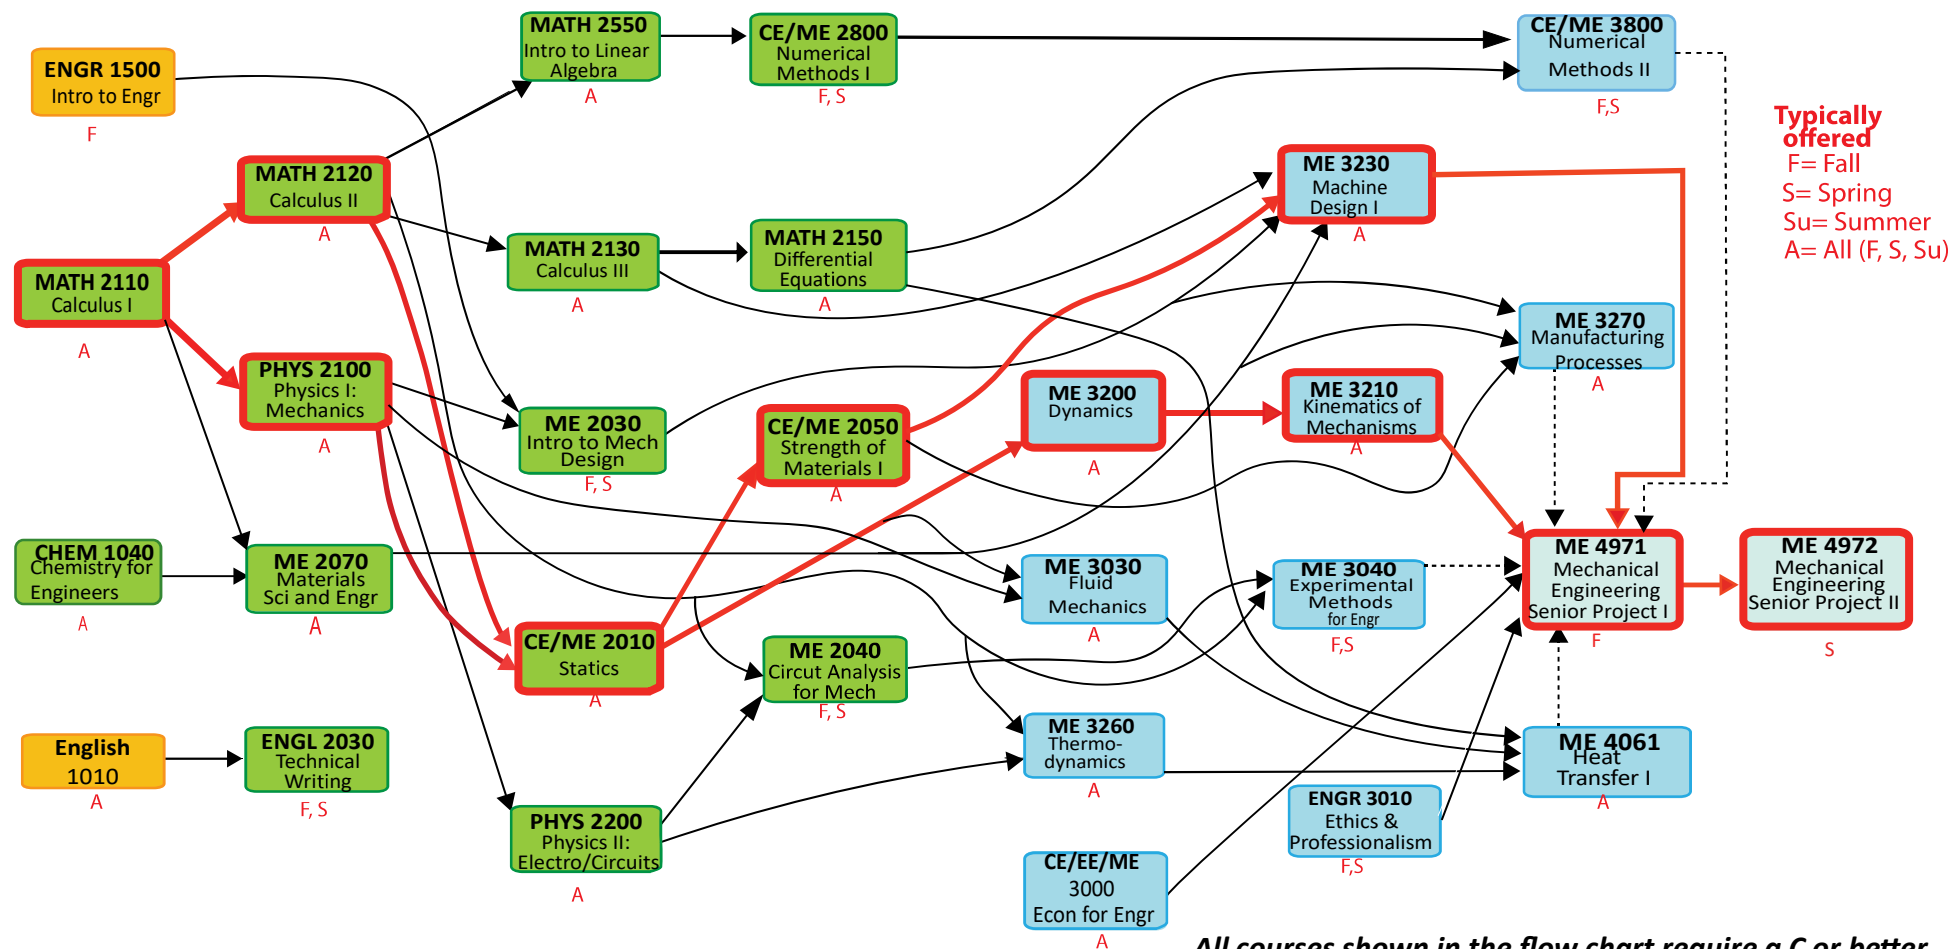 ENGR 1500
Intro to Engr
F
MATH 2550
Intro to Linear
Algebra
A
CE/ME 2800
Numerical
Methods I
F, S
CE/ME 3800
Numerical
Methods II
F,S
Typically
offered
F= Fall
S= Spring
Su= Summer
A= All (F, S, Su)
MATH 2120
Calculus II
A
MATH 2110
Calculus I
A
MATH 2130
Calculus III
A
MATH 2150
Differential
Equations
A
ME 3230
Machine
Design I
A
ME 3270
Manufacturing
Processes
A
PHYS 2100
Physics I:
Mechanics
A
ME 2030
Intro to Mech
Design
F, S
CE/ME 2050
Strength of
Materials I
A
ME 3200
Dynamics
A
ME 3210
Kinematics of
Mechanisms
A
CHEM 1040
Chemistry for
Engineers
A
ME 2070
Materials
Sci and Engr
A
CE/ME 2010
Statics
A
ME 2040
Circut Analysis
for Mech
F, S
ME 3030
Fluid
Mechanics
A
ME 3040
Experimental
Methods
for Engr
F,S
ME 4971
Mechanical
Engineering
Senior Project I
F
ME 4972
Mechanical
Engineering
Senior Project II
S
English
1010
A
ENGL 2030
Technical
Writing
F, S
PHYS 2200
Physics II:
Electro/Circuits
A
ME 3260
Thermo-
dynamics
A
ME 4061
Heat
Transfer I
A
ENGR 3010
Ethics &
Professionalism
F,S
CE/EE/ME
3000
Econ for Engr
A
All courses shown in the flow chart require a C or better